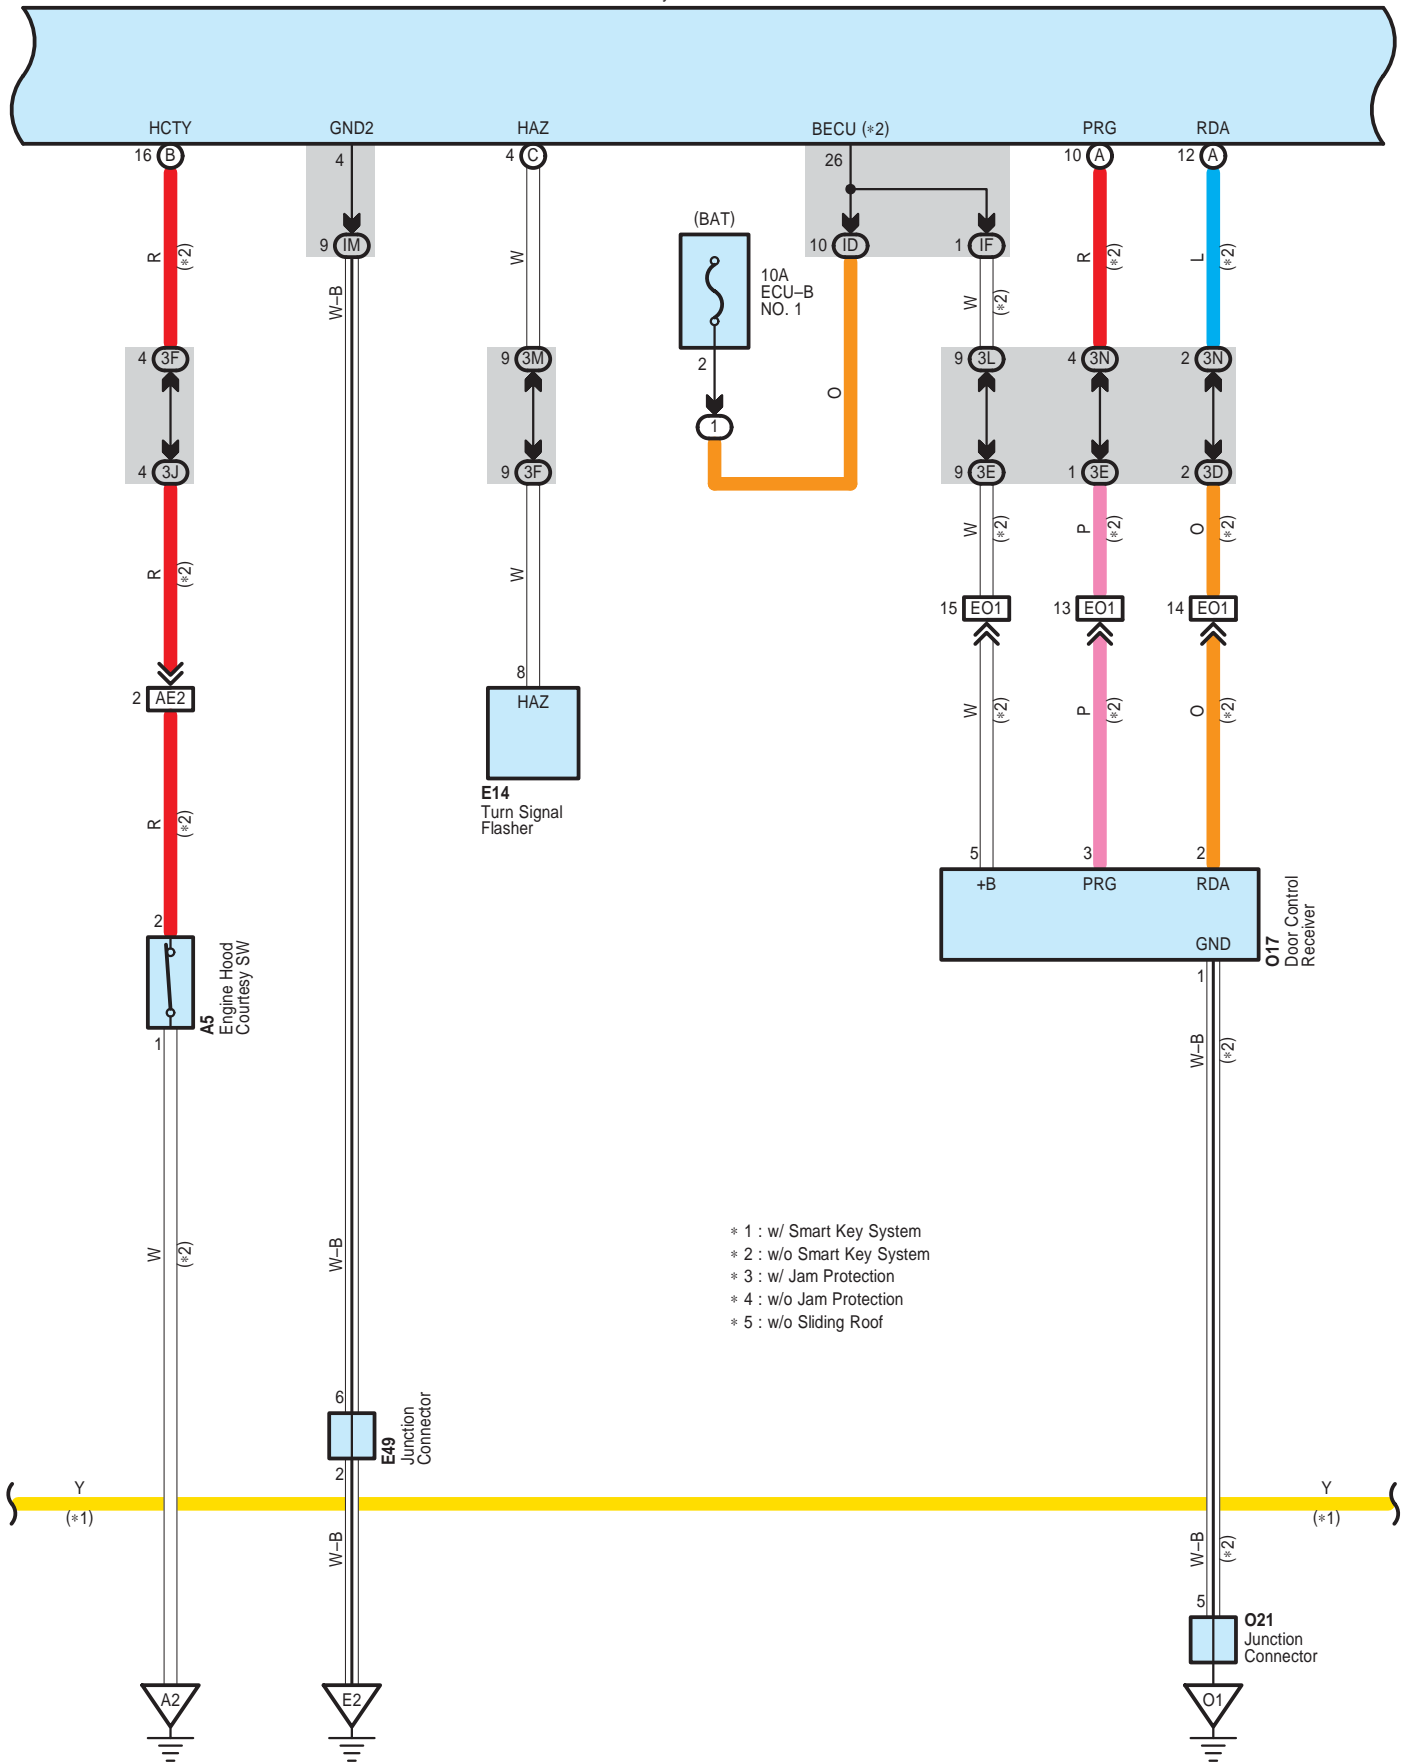 HCTY GND2 HAZ BECU (*2) PRG RDA
16 B 4 4 C 26 10 A 12 A
(BAT)
9 IM 10 ID 1 IF
R (*2) W R (*2) L (*2)
10A
ECU–B
NO. 1
W–B W (*2)
4 3F 9 3M 2 9 3L 4 3N 2 3N
O
1
4 3J 9 3F 9 3E 1 3E 2 3D
W (*2) P (*2) O (*2)
R (*2) W
15 EO1 13 EO1 14 EO1
8
2 AE2 HAZ
W (*2) P (*2) O (*2)
E14
Turn Signal
Flasher
R (*2)
5 3 2
+B PRG RDA
2
GND
O17
Door Control
Receiver
A5
Engine Hood
Courtesy SW
1 1
W–B (*2)
W (*2) W–B
* 1 : w/ Smart Key System
* 2 : w/o Smart Key System
* 3 : w/ Jam Protection
* 4 : w/o Jam Protection
* 5 : w/o Sliding Roof
6
E49
Junction
Connector
2
Y Y
(*1) (*1)
W–B W–B (*2)
5
O21
Junction
Connector
A2 E2 O1